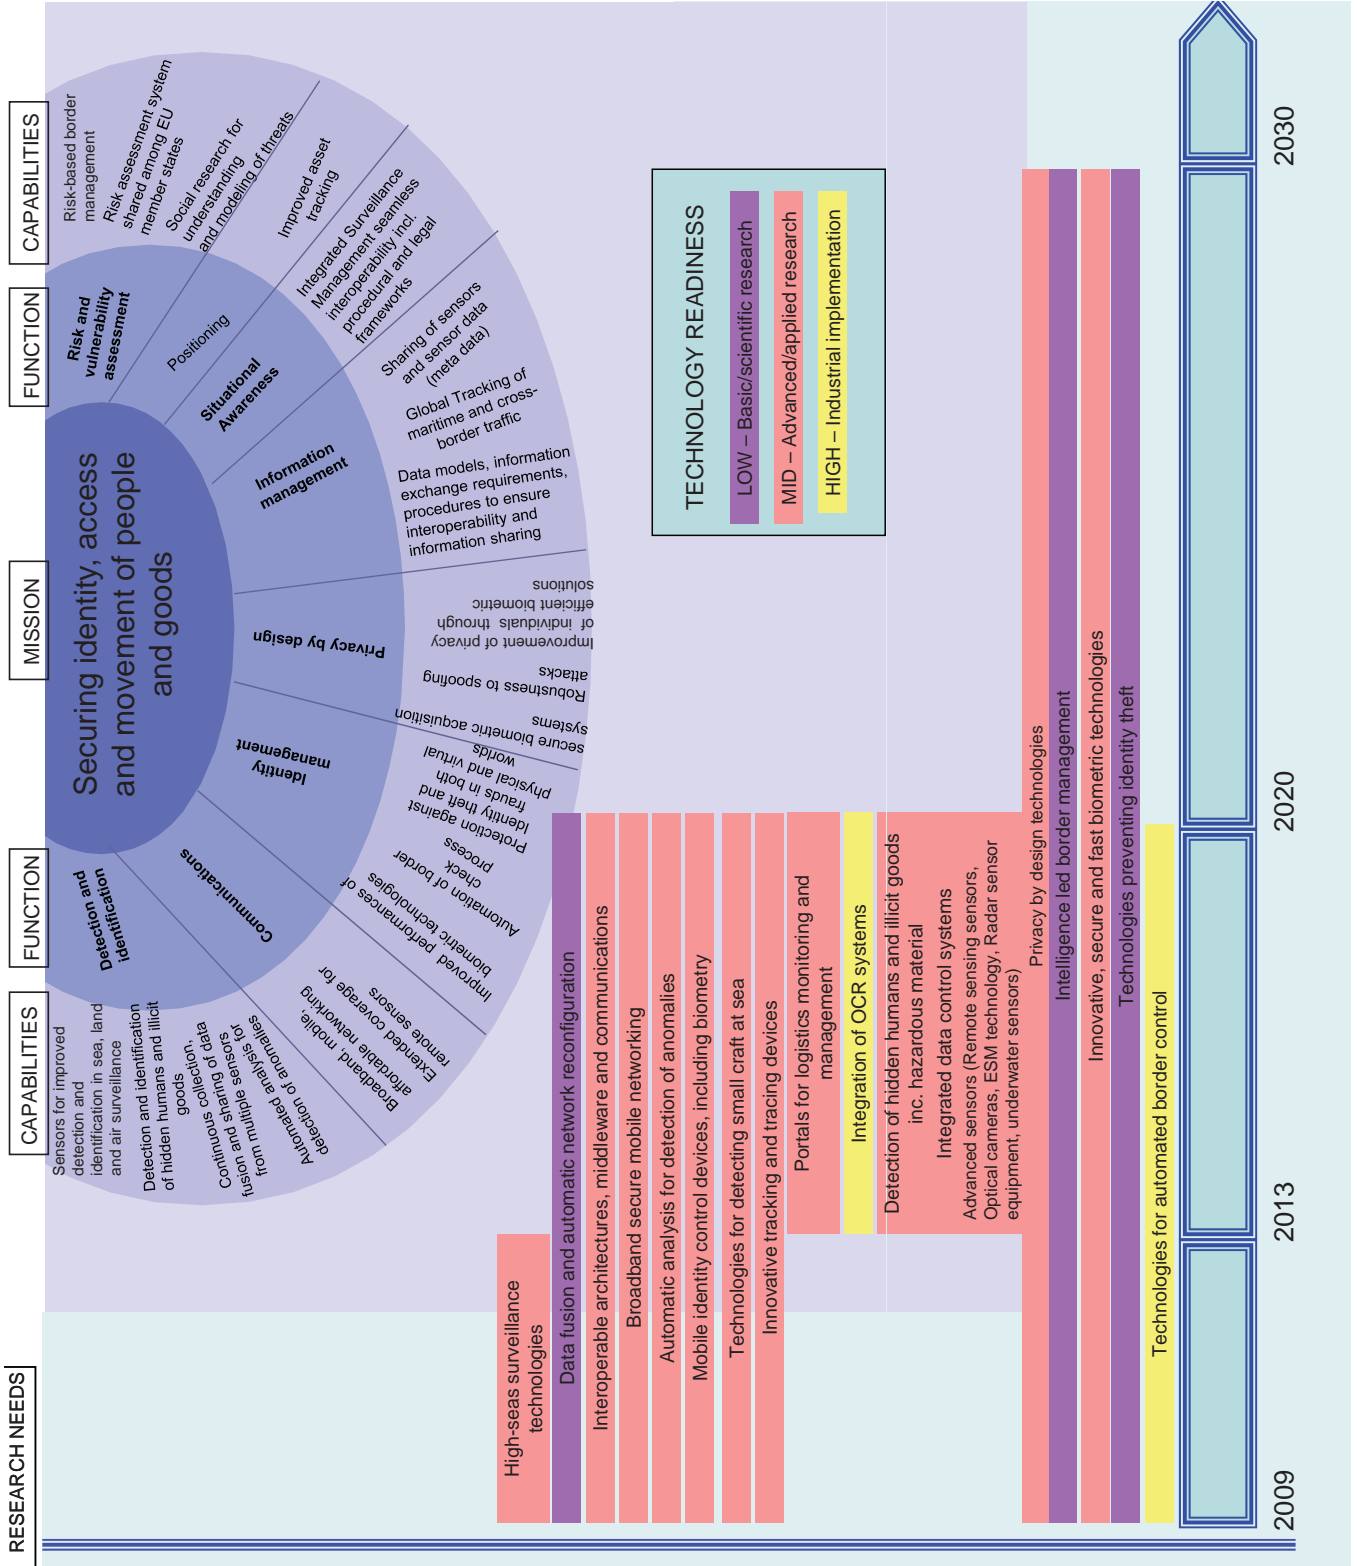 RESEARCH NEEDS
CAPABILITIES
FUNCTION
MISSION
FUNCTION
CAPABILITIES
Securing identity, access
and movement of people
and goods
Detection and
identification
Communications
Identity
management
Privacy by design
Information
management
Situational
Awareness
Positioning
Risk and
vulnerability
assessment
Sensors for improved
detection and
identification in sea, land
and air surveillance
Detection and identification
of hidden humans and illicit
goods
Continuous collection,
fusion and sharing of data
from multiple sensors
Automated analysis for
detection of anomalies
Broadband, mobile,
affordable networking
Extended coverage for
remote sensors
Improved performances of
biometric technologies
Automation of border
check
process
Protection against
Identity theft and
frauds in both
physical and virtual
worlds
secure biometric acquisition
systems
Robustness to spoofing
attacks
Improvement of privacy
of individuals through
efficient biometric
solutions
Data models, information
exchange requirements,
procedures to ensure
interoperability and
information sharing
Global Tracking of
maritime and cross-
border traffic
Sharing of sensors
and sensor data
(meta data)
Integrated Surveillance
Management seamless
interoperability incl.
procedural and legal
frameworks
Improved asset
tracking
Social research for
understanding
and modeling of threats
Risk assessment system
shared among EU
member states
Risk-based border
management
High-seas surveillance
technologies
Data fusion and automatic network reconfiguration
Interoperable architectures, middleware and communications
Broadband secure mobile networking
Automatic analysis for detection of anomalies
Mobile identity control devices, including biometry
Technologies for detecting small craft at sea
Innovative tracking and tracing devices
Portals for logistics monitoring and
management
Integration of OCR systems
Detection of hidden humans and illicit goods
inc. hazardous material
Integrated data control systems
Advanced sensors (Remote sensing sensors,
Optical cameras, ESM technology, Radar sensor
equipment, underwater sensors)
Privacy by design technologies
Intelligence led border management
Innovative, secure and fast biometric technologies
Technologies preventing identity theft
Technologies for automated border control
TECHNOLOGY READINESS
LOW – Basic/scientific research
MID – Advanced/applied research
HIGH – Industrial implementation
2009
2013
2020
2030